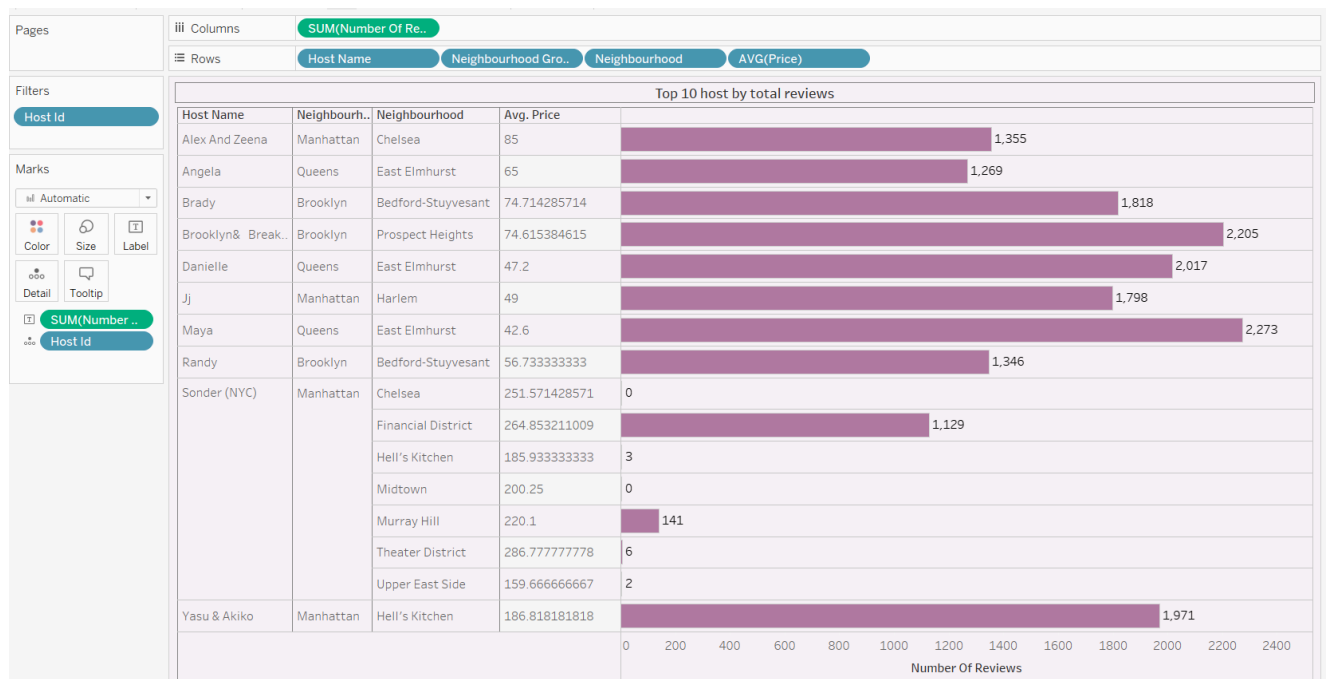 Pages
Columns
SUM(Number Of Re..
Rows
Host Name
Neighbourhood Gro..
Neighbourhood
AVG(Price)
Filters
Host Id
Marks
Automatic
Color
Size
T
Label
Detail
Tooltip
T
SUM(Number ..
Host Id
Top 10 host by total reviews
Host Name Neighbourh.. Neighbourhood Avg. Price
Alex And Zeena Manhattan Chelsea 85 1,355
Angela Queens East Elmhurst 65 1,269
Brady Brooklyn Bedford-Stuyvesant 74.714285714 1,818
Brooklyn& Break.. Brooklyn Prospect Heights 74.615384615 2,205
Danielle Queens East Elmhurst 47.2 2,017
Jj Manhattan Harlem 49 1,798
Maya Queens East Elmhurst 42.6 2,273
Randy Brooklyn Bedford-Stuyvesant 56.733333333 1,346
Sonder (NYC) Manhattan Chelsea 251.571428571 0
Financial District 264.853211009 1,129
Hell's Kitchen 185.933333333 3
Midtown 200.25 0
Murray Hill 220.1 141
Theater District 286.777777778 6
Upper East Side 159.666666667 2
Yasu & Akiko Manhattan Hell's Kitchen 186.818181818 1,971
0 200 400 600 800 1000 1200 1400 1600 1800 2000 2200 2400
Number Of Reviews